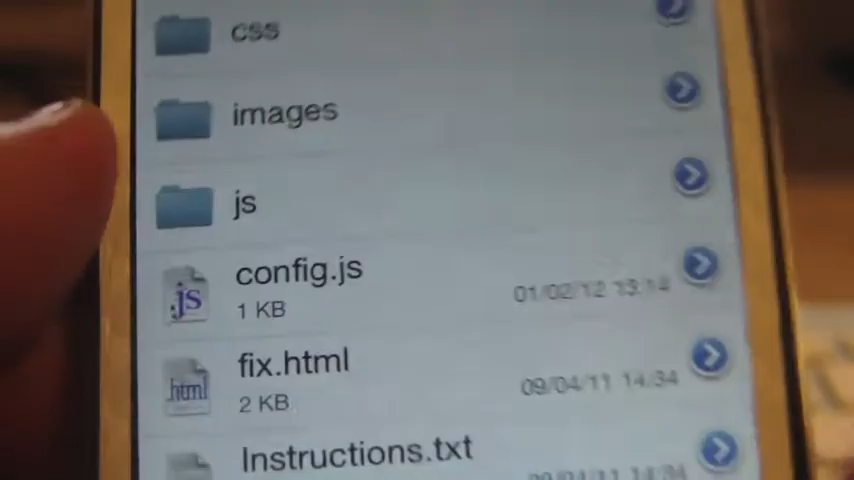 css
images
js
.js
config.js
1 KB
01/02/12 13:14
.html
fix.html
2 KB
09/04/11 14:34
Instructions.txt